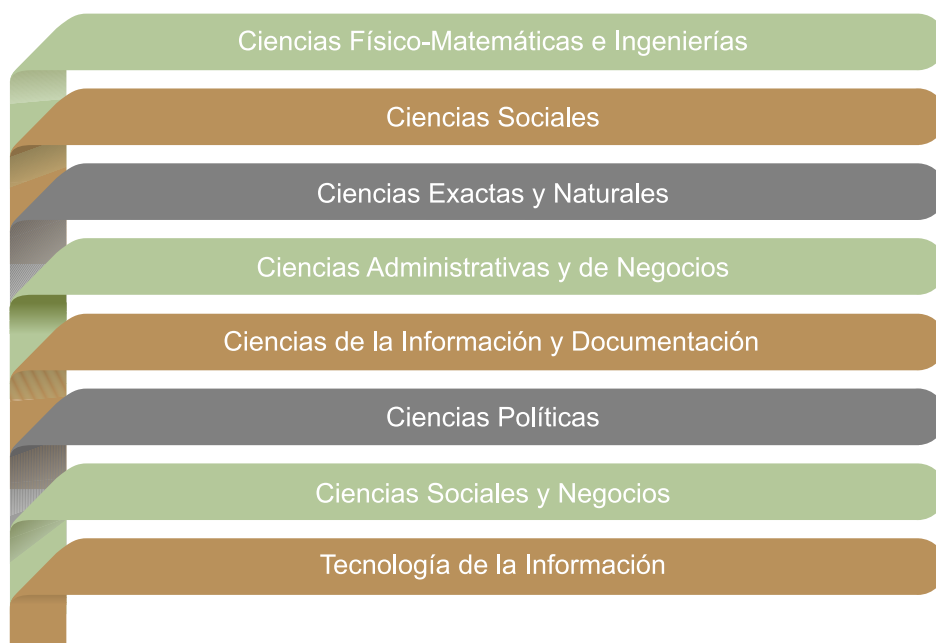 Ciencias Físico-Matemáticas e Ingenierías
Ciencias Sociales
Ciencias Exactas y Naturales
Ciencias Administrativas y de Negocios
Ciencias de la Información y Documentación
Ciencias Políticas
Ciencias Sociales y Negocios
Tecnología de la Información